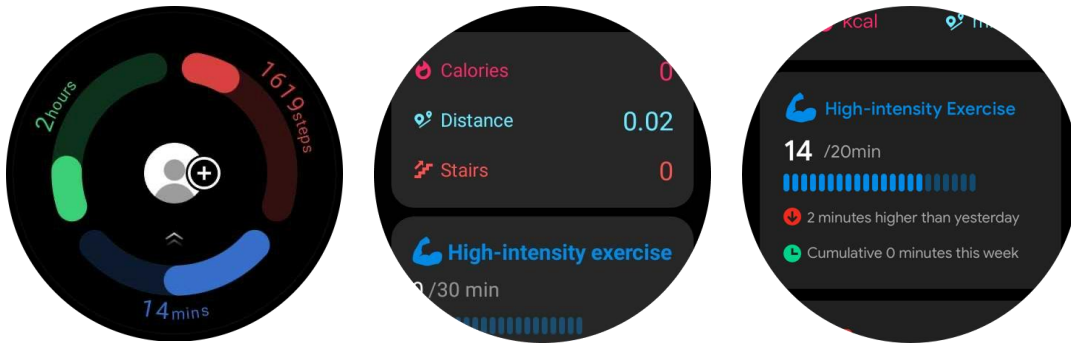 2hours
1619steps
14mins
Calories 0
Distance 0.02
Stairs 0
High-intensity exercise
/30 min
kcal
High-intensity Exercise
14 /20min
2 minutes higher than yesterday
Cumulative 0 minutes this week